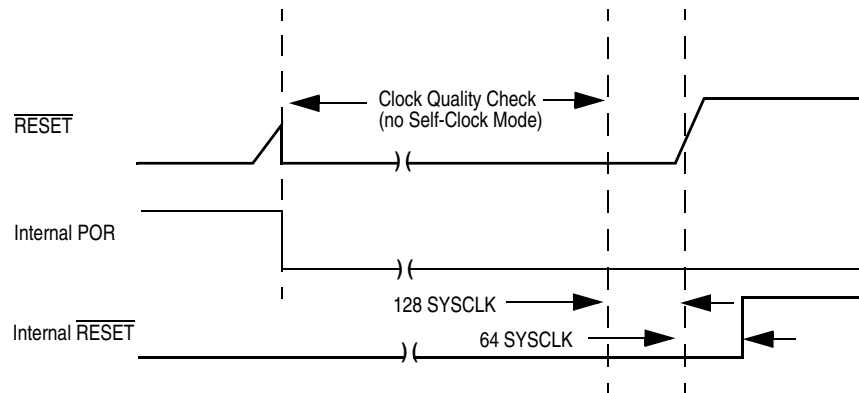 Clock Quality Check
(no Self-Clock Mode)
RESET
Internal POR
128 SYSCLK
Internal RESET
64 SYSCLK